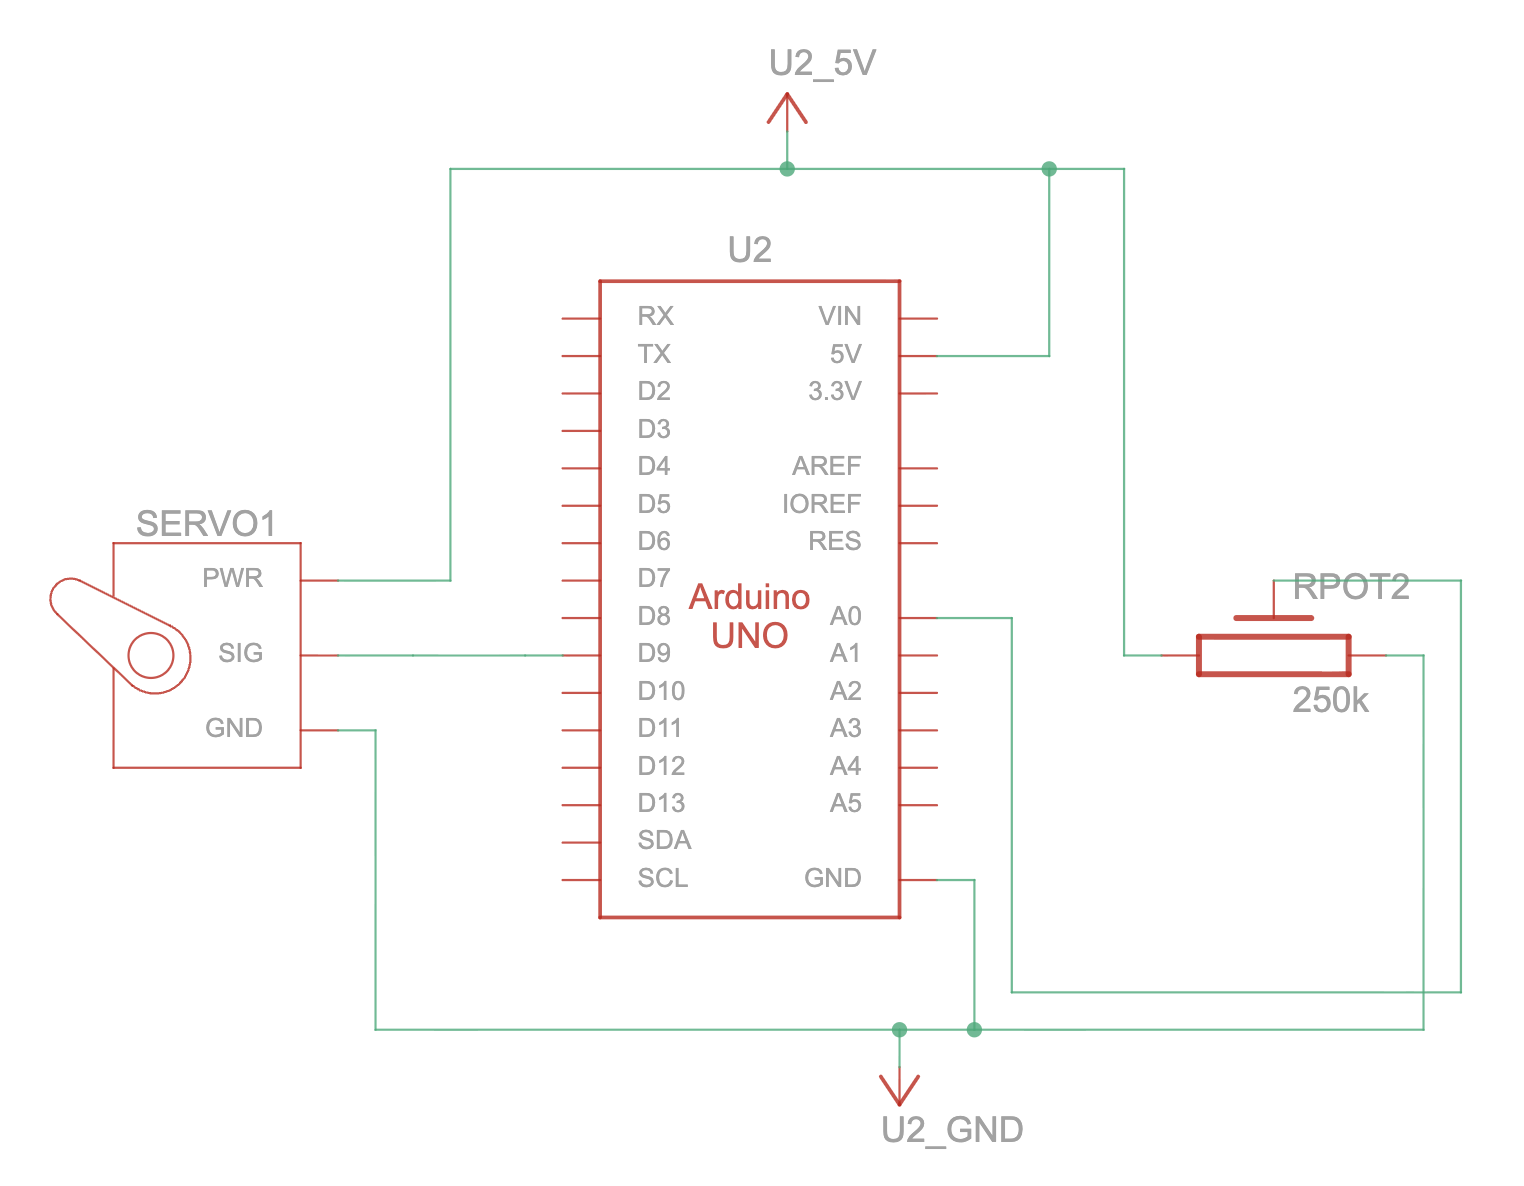 U2_5V
U2
RX
TX
D2
D3
D4
D5
D6
D7
D8
D9
D10
D11
D12
D13
SDA
SCL
VIN
5V
3.3V
AREF
IOREF
RES
A0
A1
A2
A3
A4
A5
GND
Arduino
UNO
SERVO1
PWR
SIG
GND
RPOT2
250k
U2_GND